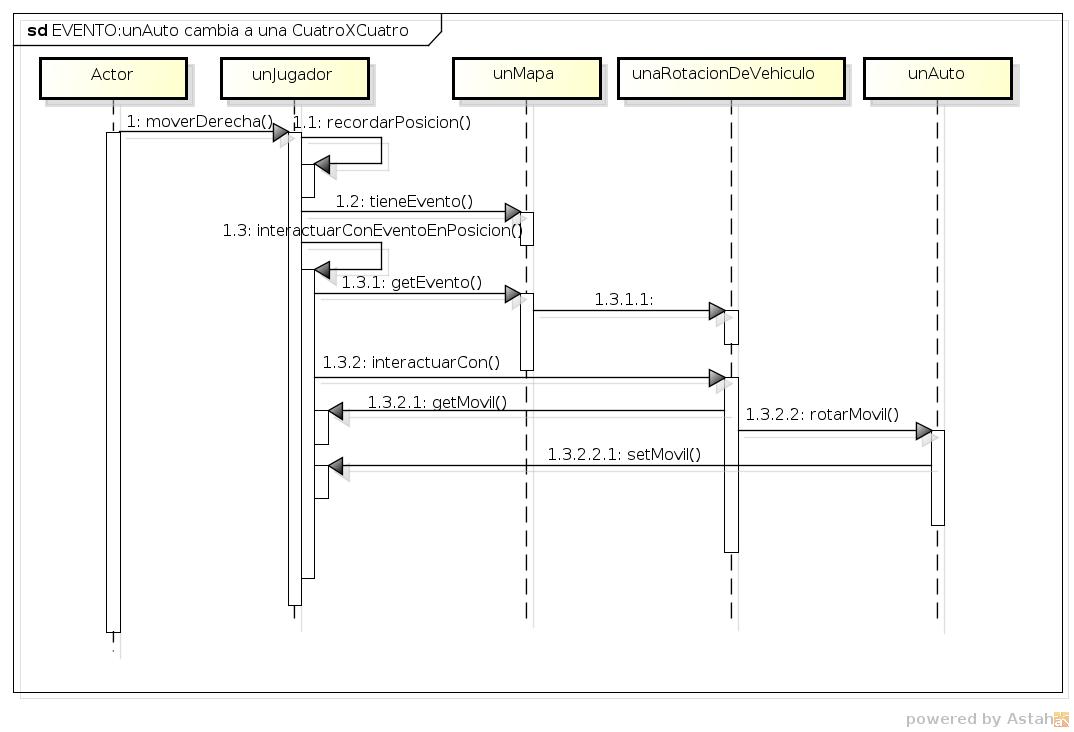 sd EVENTO:unAuto cambia a una CuatroXCuatro
Actor
unJugador
unMapa
unaRotacionDeVehiculo
unAuto
1: moverDerecha()
1.1: recordarPosicion()
1.2: tieneEvento()
1.3: interactuarConEventoEnPosicion()
1.3.1: getEvento()
1.3.1.1:
1.3.2: interactuarCon()
1.3.2.1: getMovil()
1.3.2.2: rotarMovil()
1.3.2.2.1: setMovil()
powered by Astah